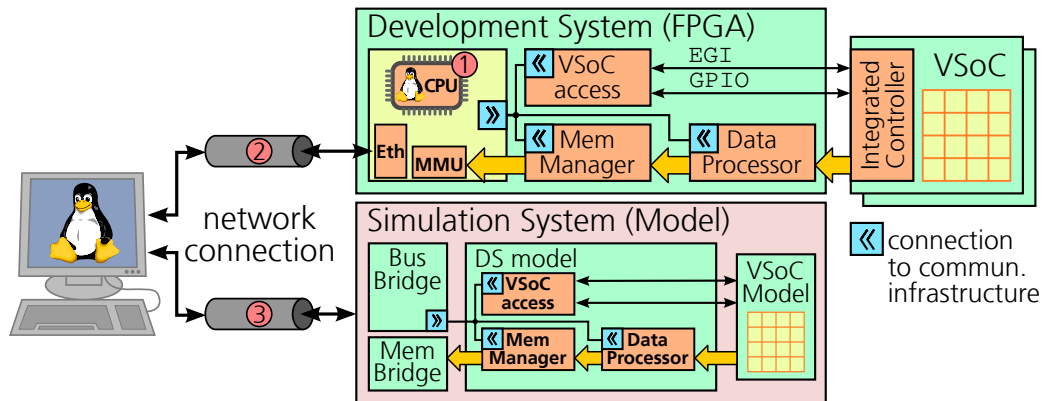 Development System (FPGA)
1
CPU
VSoC
access
EGI
GPIO
Integrated
Controller
VSoC
Eth
MMU
Mem
Manager
Data
Processor
2
network
connection
3
Simulation System (Model)
Bus
Bridge
DS model
VSoC
access
VSoC
Model
Mem
Manager
Data
Processor
Mem
Bridge
connection
to commun.
infrastructure